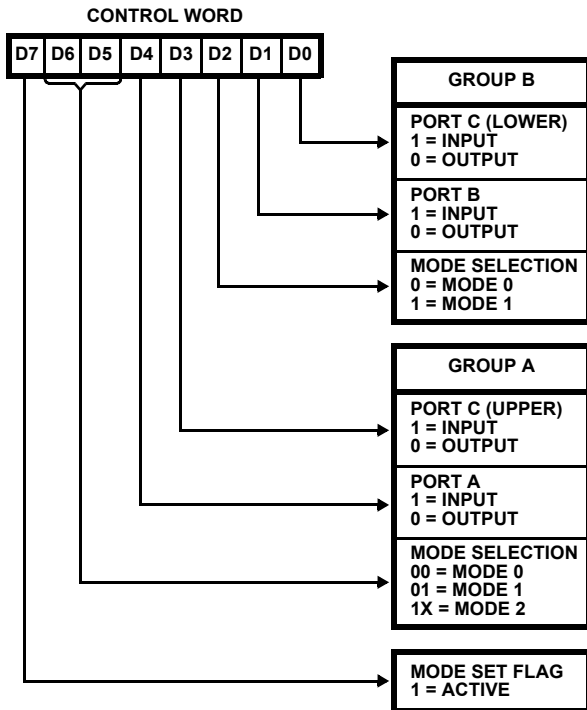 CONTROL WORD
D7 D6 D5 D4 D3 D2 D1 D0
GROUP B
PORT C (LOWER)
1 = INPUT
0 = OUTPUT
PORT B
1 = INPUT
0 = OUTPUT
MODE SELECTION
0 = MODE 0
1 = MODE 1
GROUP A
PORT C (UPPER)
1 = INPUT
0 = OUTPUT
PORT A
1 = INPUT
0 = OUTPUT
MODE SELECTION
00 = MODE 0
01 = MODE 1
1X = MODE 2
MODE SET FLAG
1 = ACTIVE